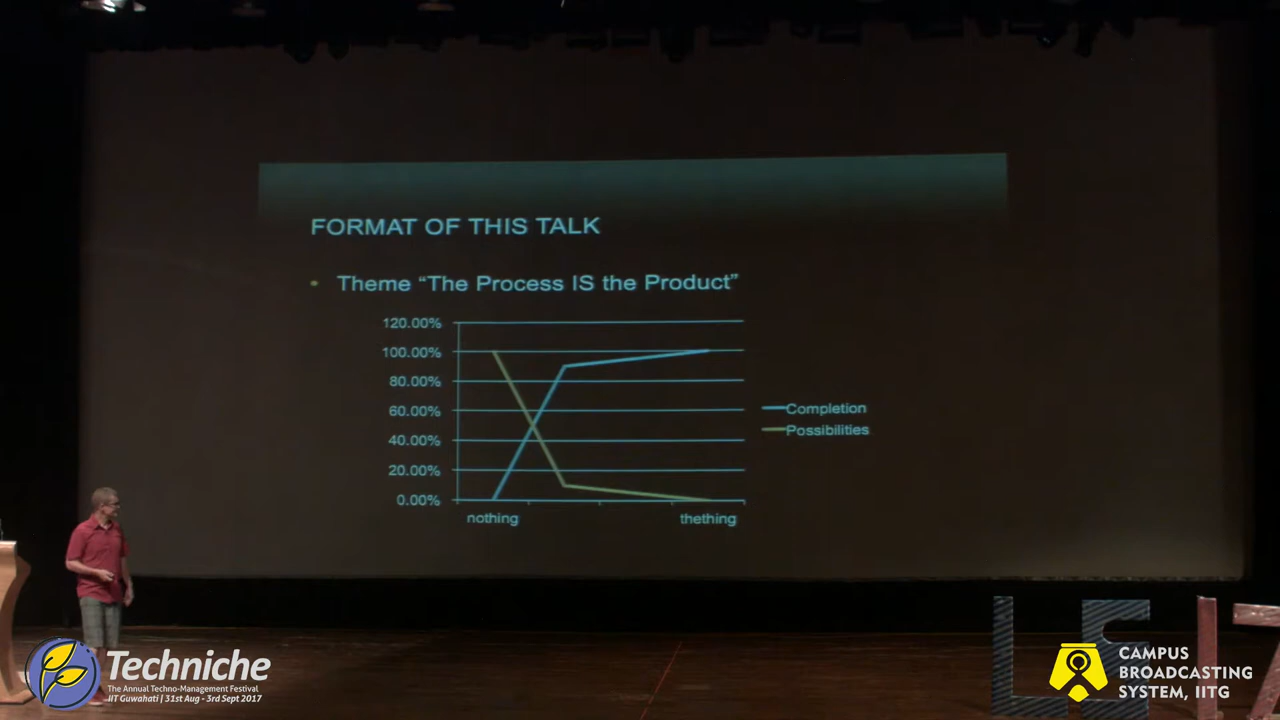 FORMAT OF THIS TALK
• Theme “The Process IS the Product”
120.00%
100.00%
80.00%
60.00%
40.00%
20.00%
0.00%
nothing
thething
Completion
Possibilities
Techniche
The Annual Techno-Management Festival
IIT Guwahati | 31st Aug - 3rd Sept 2017
CAMPUS
BROADCASTING
SYSTEM, IITG